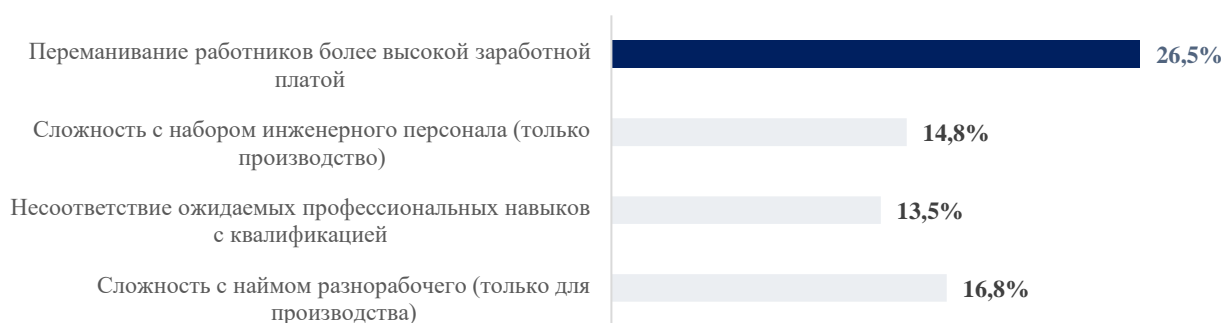 Переманивание работников более высокой заработной
платой
26,5%
Сложность с набором инженерного персонала (только
производство)
14,8%
Несоответствие ожидаемых профессиональных навыков
с квалификацией
13,5%
Сложность с наймом разнорабочего (только для
производства)
16,8%